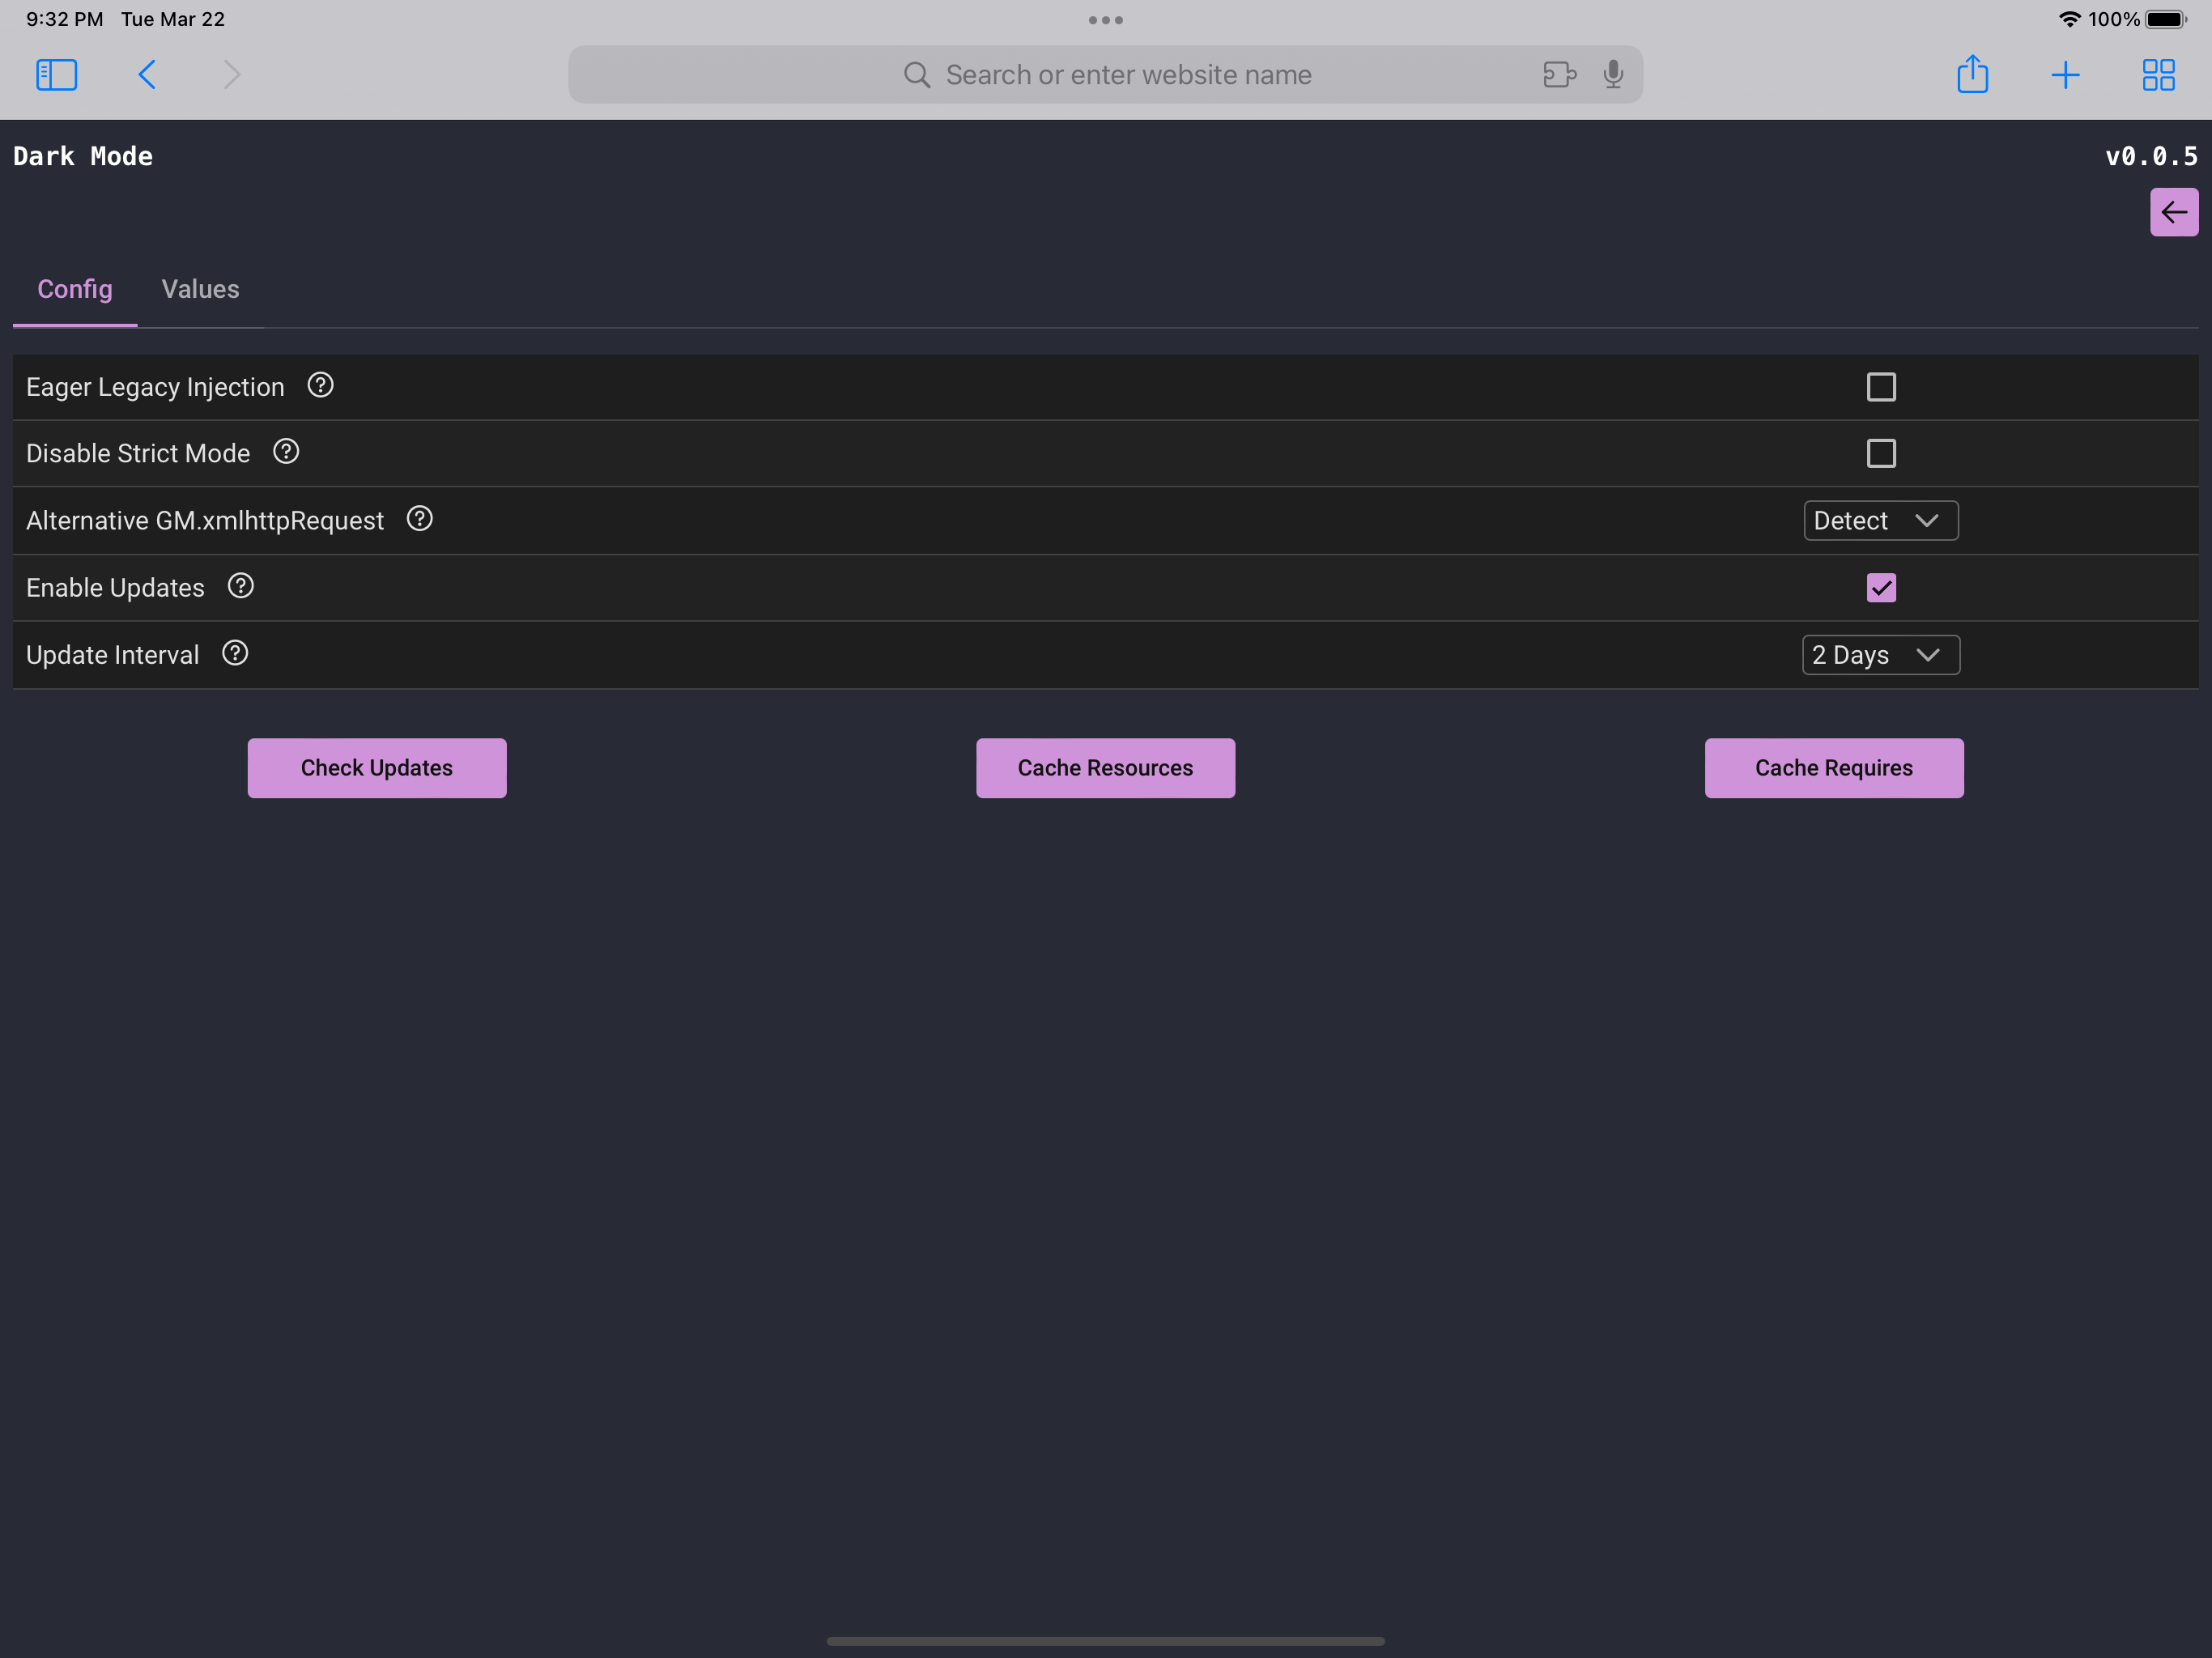 9:32 PM Tue Mar 22
100%
Search or enter website name
Dark Mode
v0.0.5
Config Values
Eager Legacy Injection
Disable Strict Mode
Alternative GM.xmlhttpRequest Detect
Enable Updates
Update Interval 2 Days
Check Updates Cache Resources Cache Requires